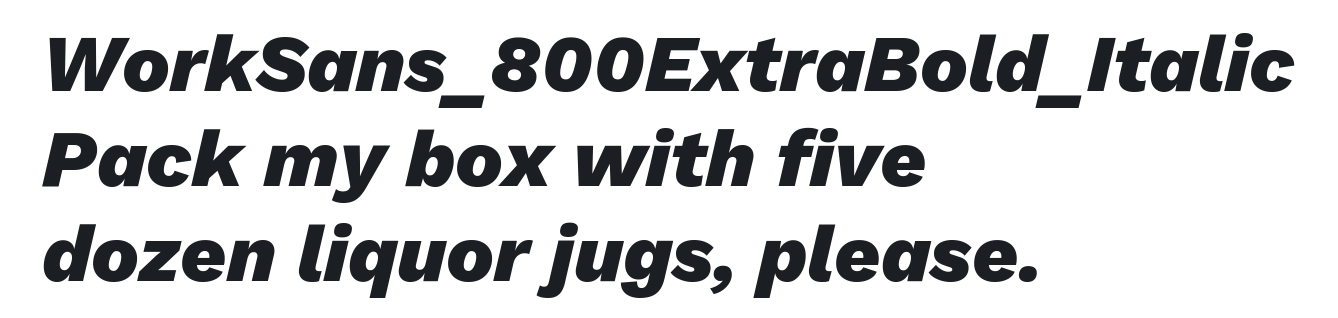 WorkSans_800ExtraBold_Italic
Pack my box with five
dozen liquor jugs, please.